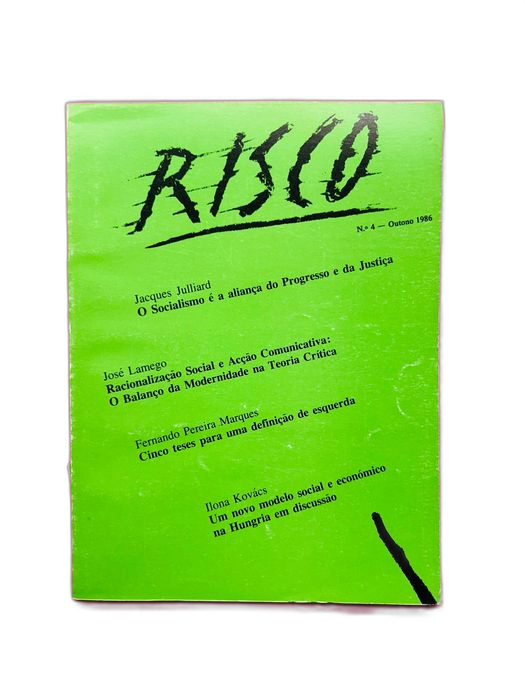 RISCO
N.º 4 — Outono 1986
Jacques Julliard
O Socialismo é a aliança do Progresso e da Justiça
José Lamego
Racionalização Social e Acção Comunicativa:
O Balanço da Modernidade na Teoria Crítica
Fernando Pereira Marques
Cinco teses para uma definição de esquerda
Ilona Kovács
Um novo modelo social e económico
na Hungria em discussão